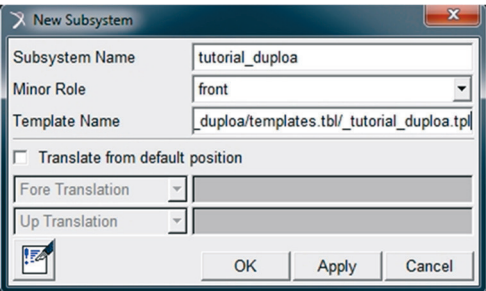 New Subsystem
Subsystem Name tutorial_duploa
Minor Role front
Template Name _duploa/templates.tbl/_tutorial_duploa.tpl
Translate from default position
Fore Translation
Up Translation
OK Apply Cancel